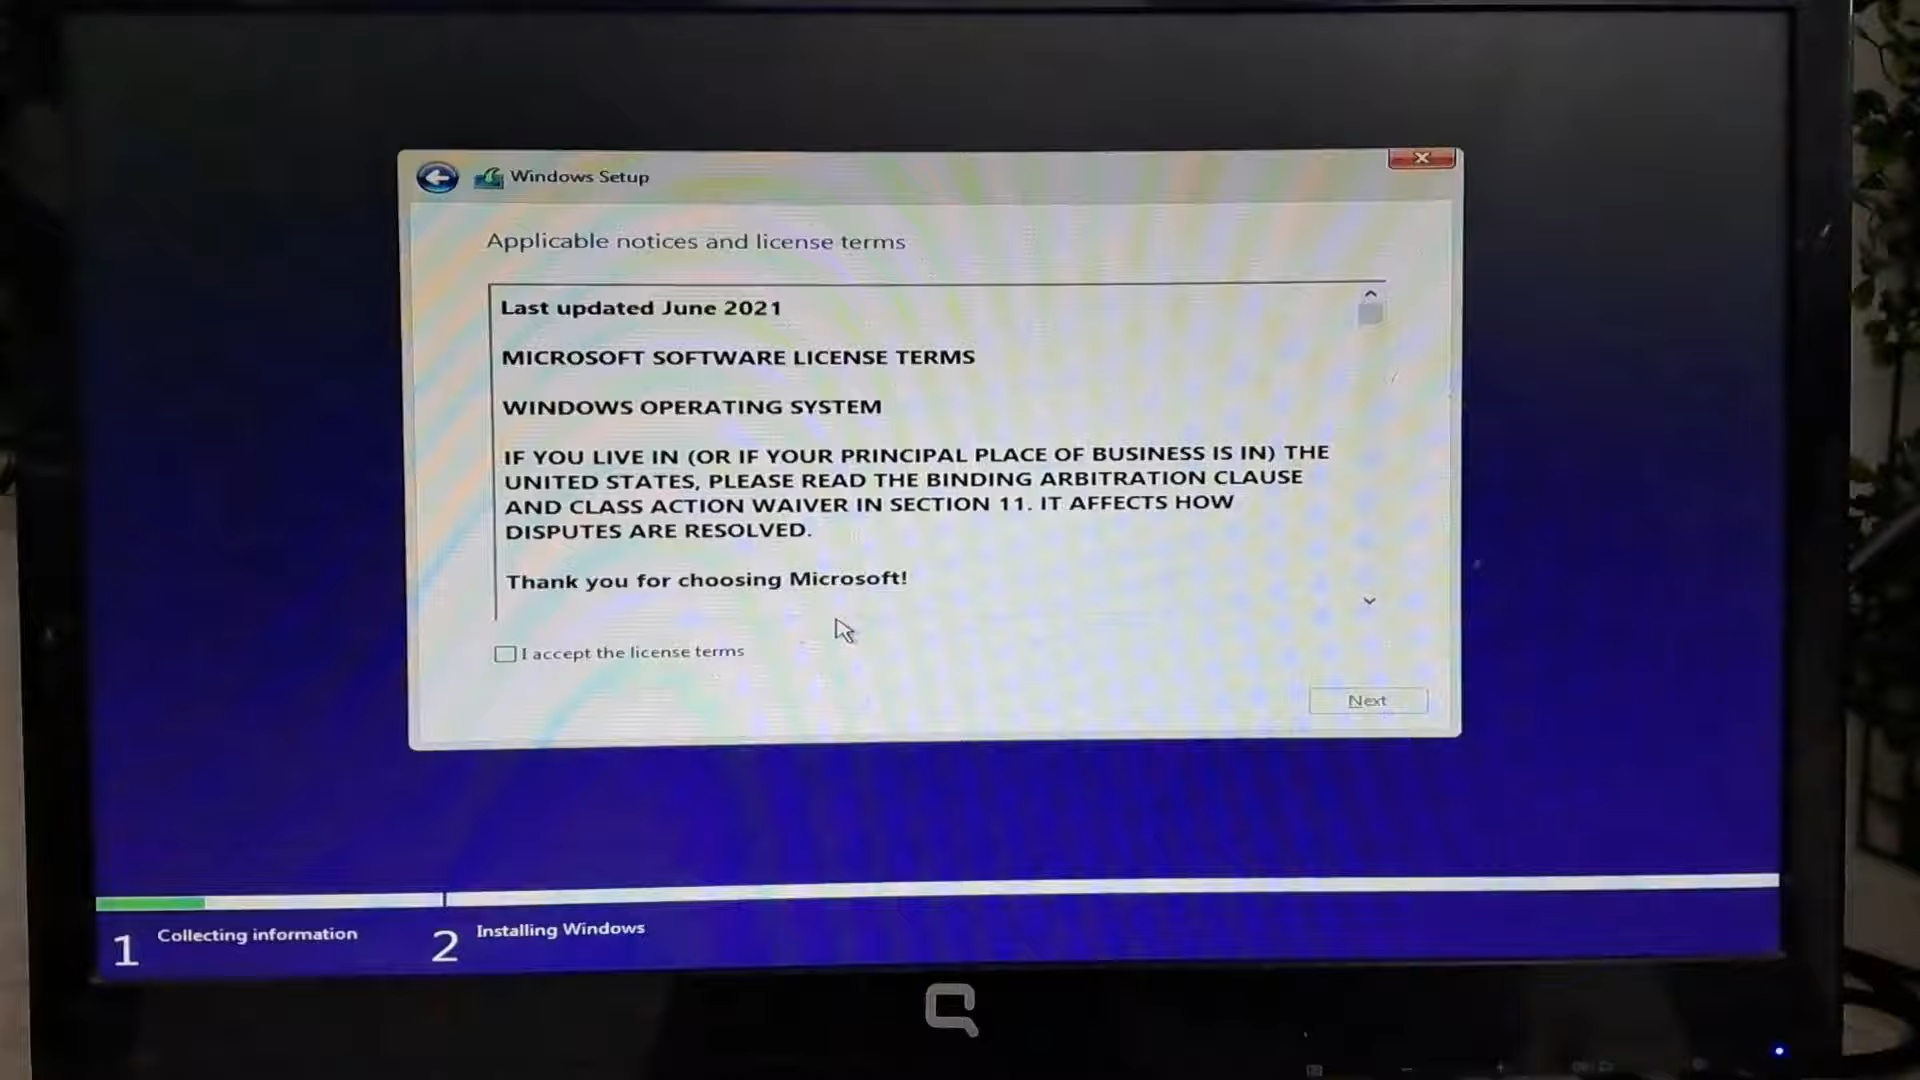 Windows Setup
Applicable notices and license terms
Last updated June 2021
MICROSOFT SOFTWARE LICENSE TERMS
WINDOWS OPERATING SYSTEM
IF YOU LIVE IN (OR IF YOUR PRINCIPAL PLACE OF BUSINESS IS IN) THE
UNITED STATES, PLEASE READ THE BINDING ARBITRATION CLAUSE
AND CLASS ACTION WAIVER IN SECTION 11. IT AFFECTS HOW
DISPUTES ARE RESOLVED.
Thank you for choosing Microsoft!
I accept the license terms
Next
1 Collecting information
2 Installing Windows